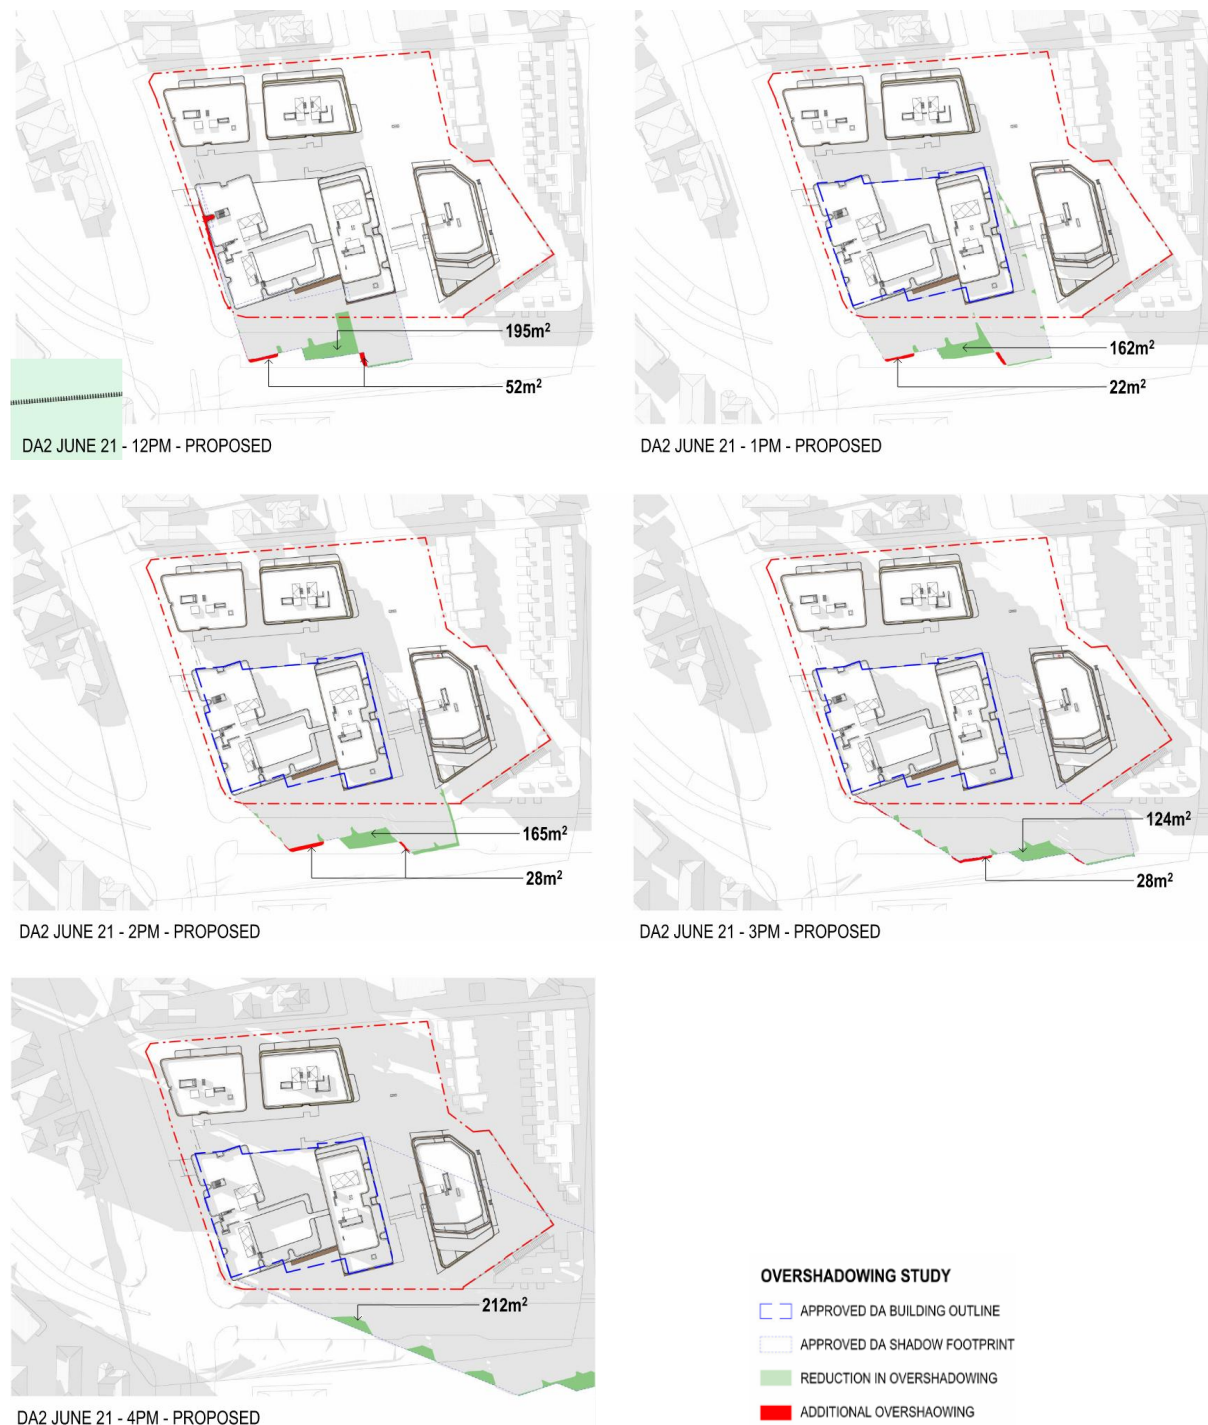 195m²
52m²
DA2 JUNE 21 - 12PM - PROPOSED
162m²
22m²
DA2 JUNE 21 - 1PM - PROPOSED
165m²
28m²
DA2 JUNE 21 - 2PM - PROPOSED
124m²
28m²
DA2 JUNE 21 - 3PM - PROPOSED
212m²
DA2 JUNE 21 - 4PM - PROPOSED
OVERSHADOWING STUDY
APPROVED DA BUILDING OUTLINE
APPROVED DA SHADOW FOOTPRINT
REDUCTION IN OVERSHADOWING
ADDITIONAL OVERSHAOWING